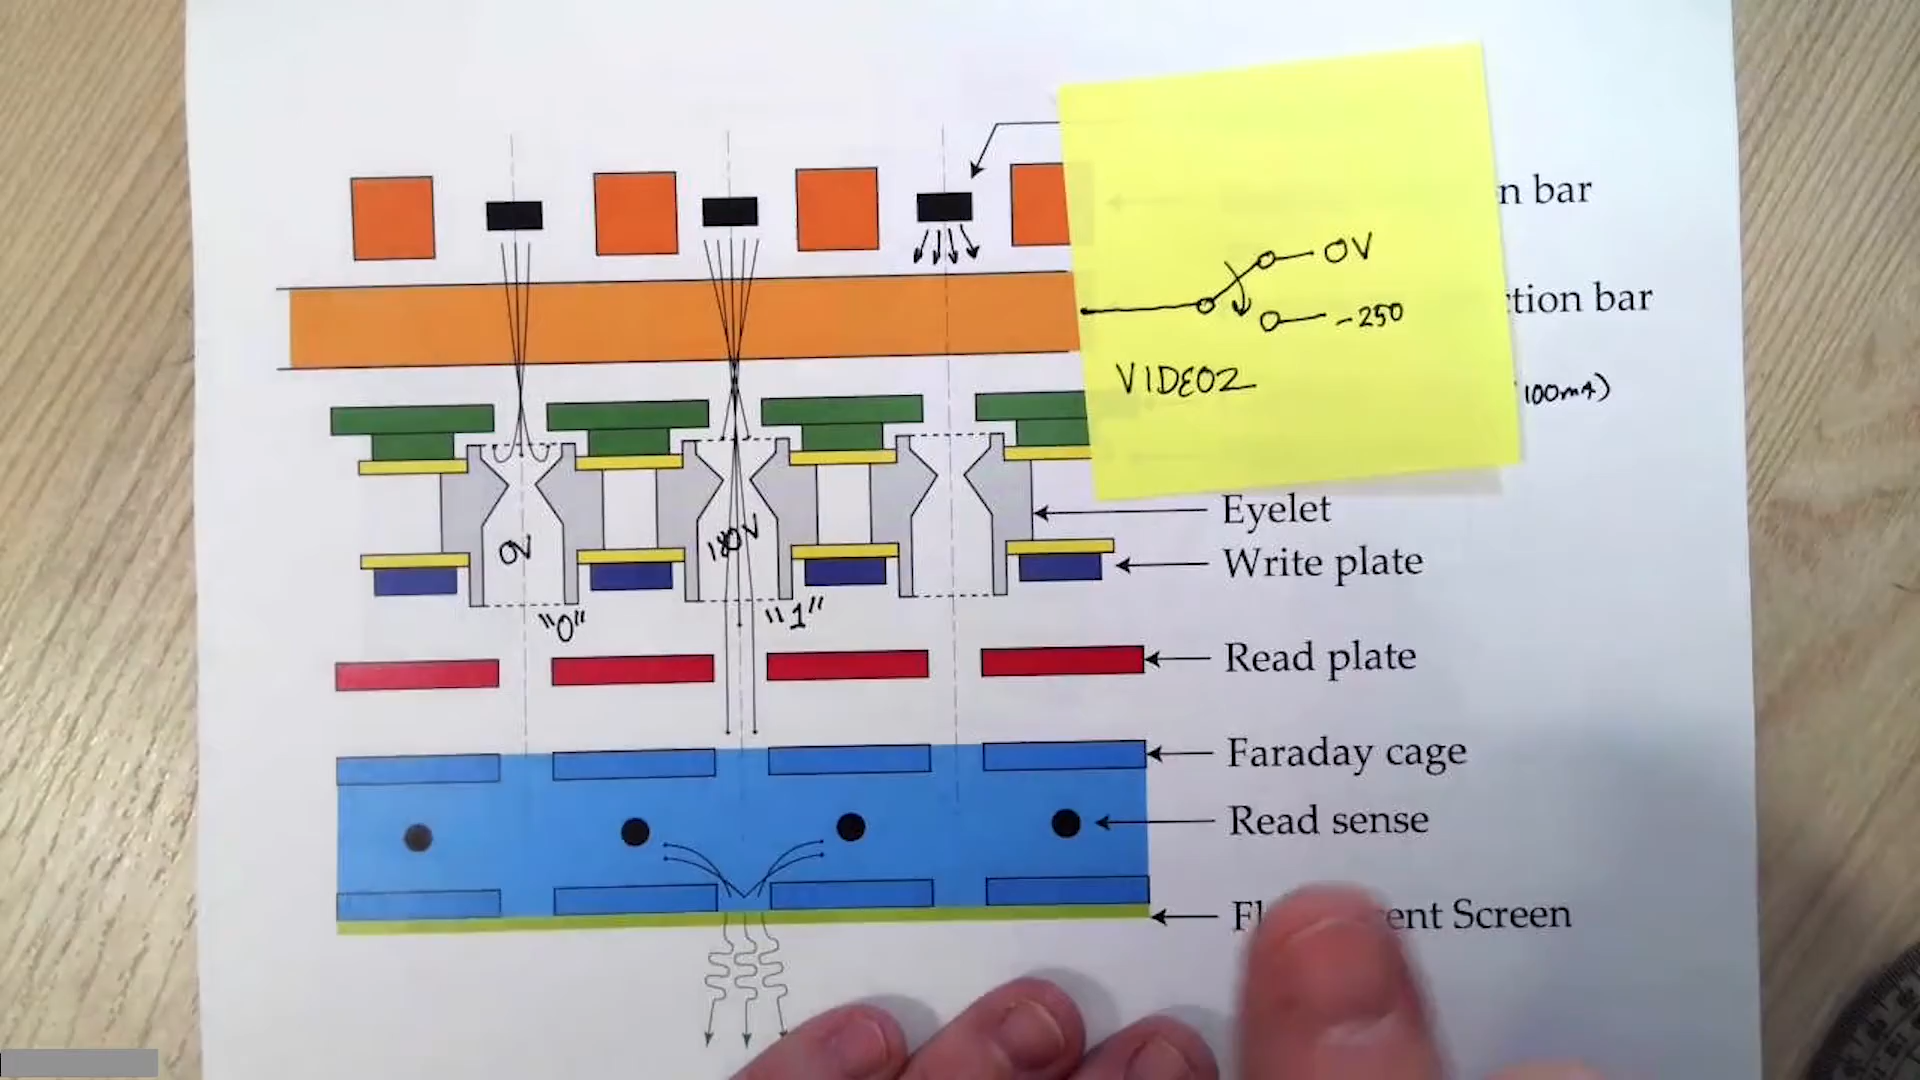 n bar
0V
-250
tion bar
VIDEO2
100mA)
Eyelet
0V
180V
Write plate
"0"
"1"
Read plate
Faraday cage
Read sense
ent Screen